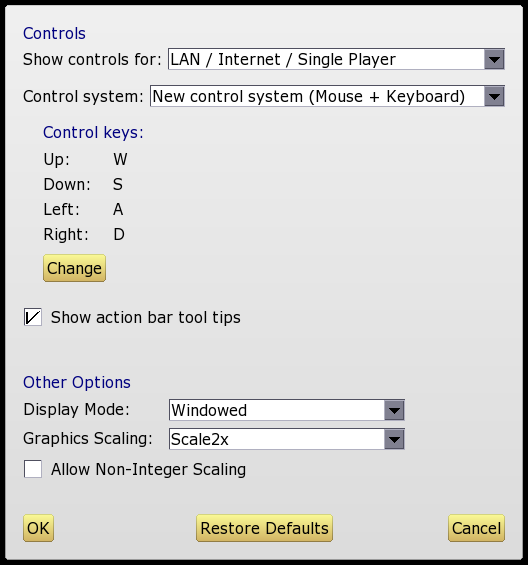 Controls
Show controls for: LAN / Internet / Single Player
Control system: New control system (Mouse + Keyboard)
Control keys:
Up: W
Down: S
Left: A
Right: D
Change
Show action bar tool tips
Other Options
Display Mode: Windowed
Graphics Scaling: Scale2x
Allow Non-Integer Scaling
OK Restore Defaults Cancel